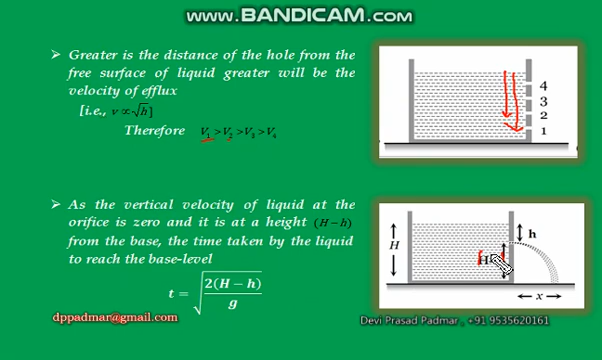 www.BANDICAM.com
➢ Greater is the distance of the hole from the
free surface of liquid greater will be the
velocity of efflux
[i.e., v ∝ √h]
Therefore V₁ > V₂ > V₃ > V₄
4
3
2
1
➢ As the vertical velocity of liquid at the
orifice is zero and it is at a height (H – h)
from the base, the time taken by the liquid
to reach the base-level
t = √(2(H − h)/g)
H
h
H
x
dppadmar@gmail.com
Devi Prasad Padmar , +91 9535620161